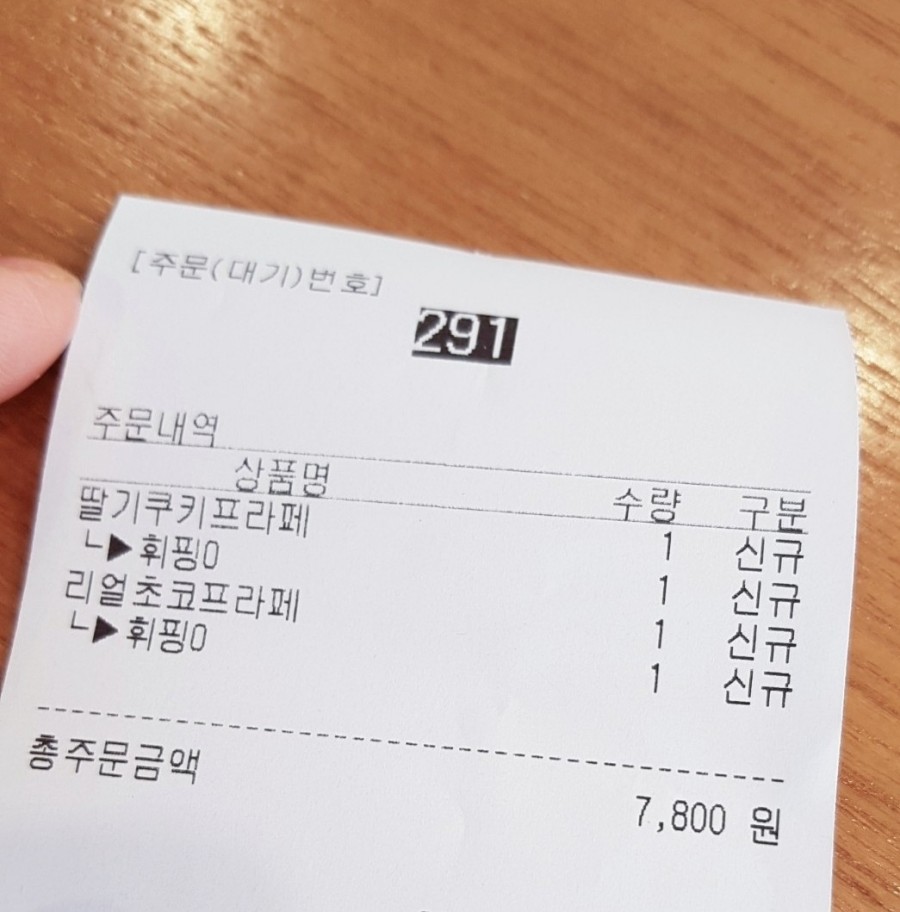 [주문(대기)번호]
291
주문내역
상품명 수량 구분
딸기쿠키프라페 1 신규
└▶휘핑0 1 신규
리얼초코프라페 1 신규
└▶휘핑0 1 신규
총주문금액
7,800 원